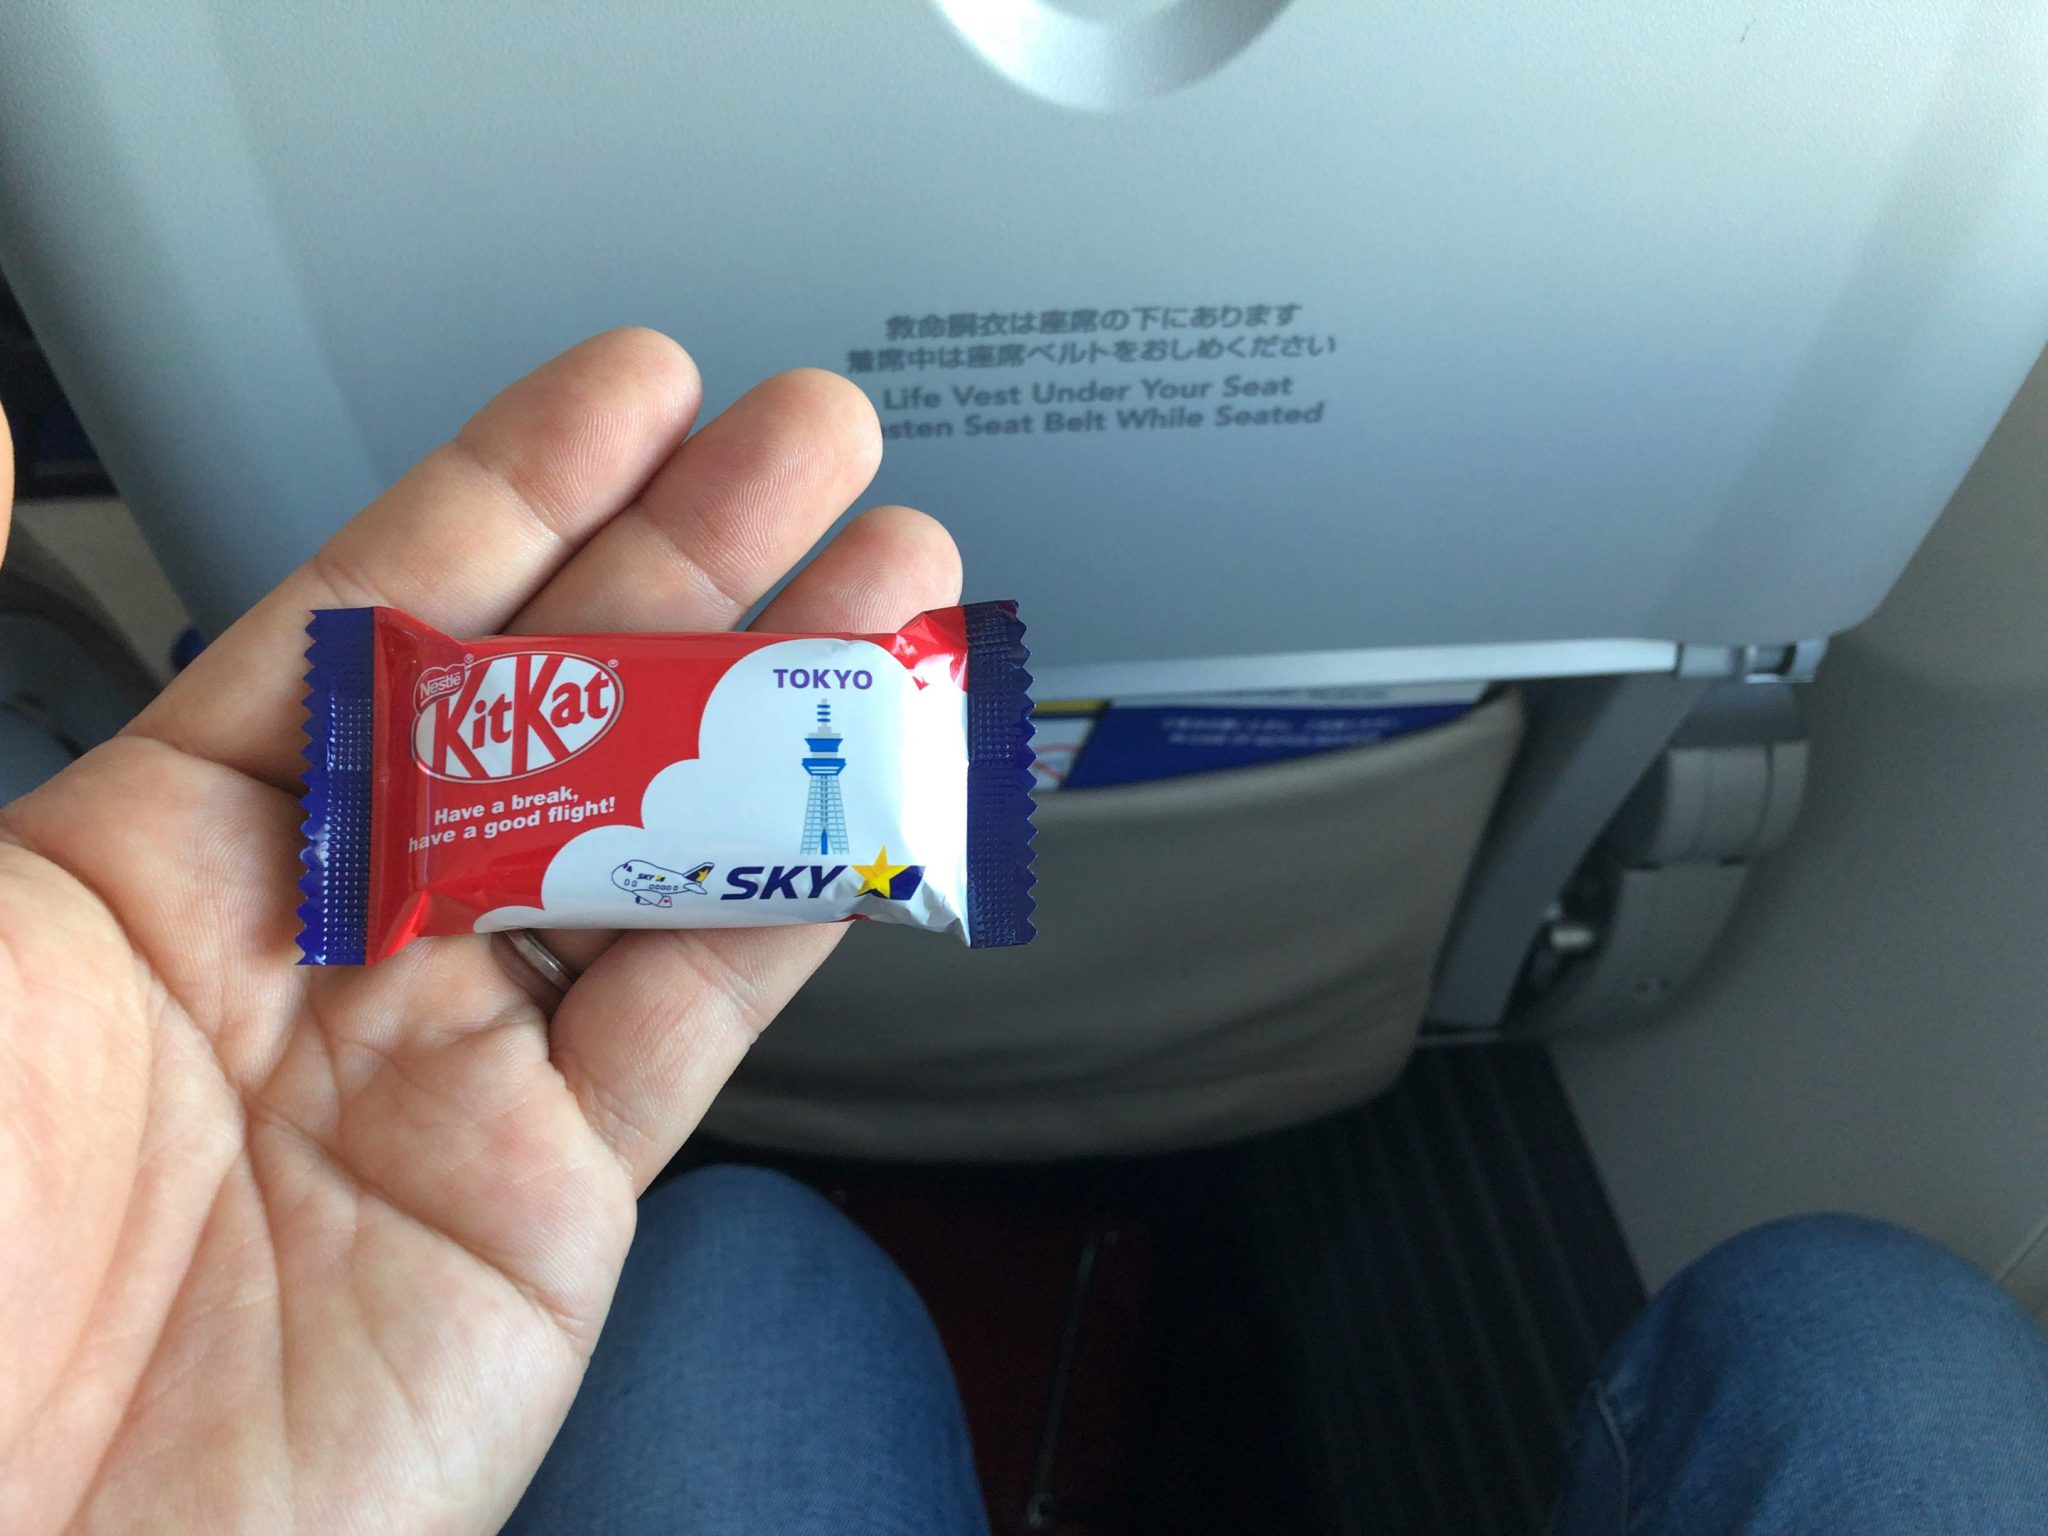 救命胴衣は座席の下にあります
着席中は座席ベルトをおしめください
Life Vest Under Your Seat
Seat Belt While Seated
Nestlé®
KitKat®
Have a break,
have a good flight!
TOKYO
SKY
SKY